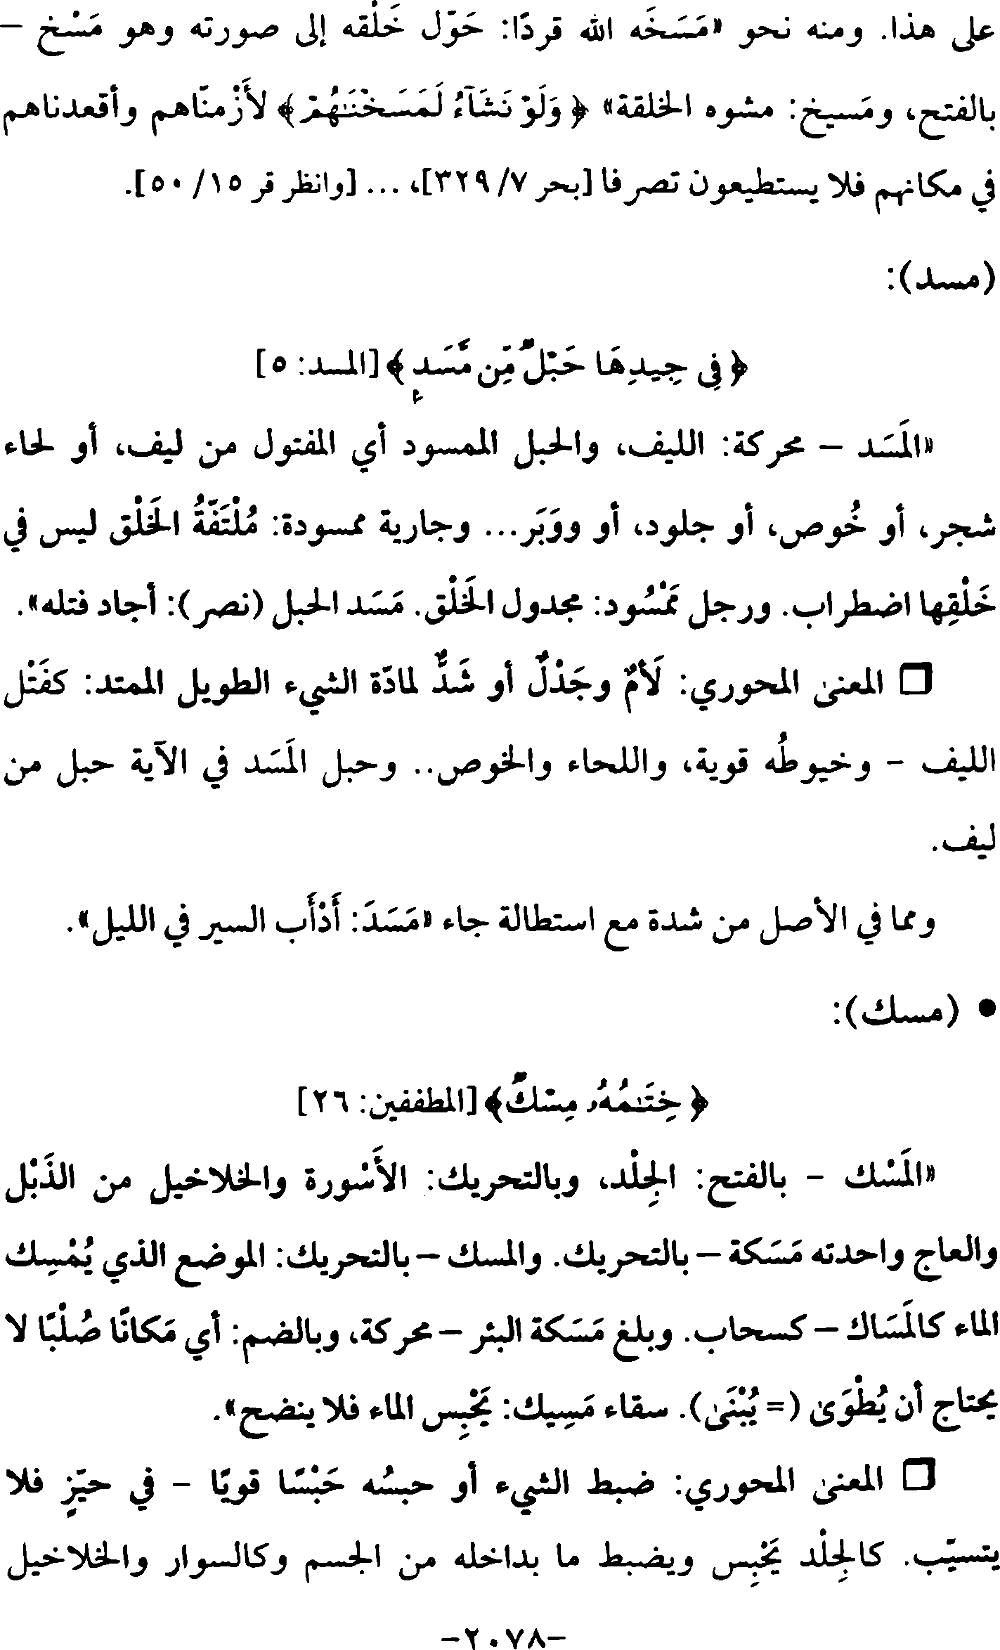 على هذا. ومنه نحو «مَسَخَه الله قردًا: حَوّل خَلْقه إلى صورته وهو مَسْخ –
بالفتح، ومَسيخ: مشوه الخلقة» ﴿وَلَوْ نَشَآءُ لَمَسَخْنَـٰهُمْ﴾ لأَزْمنّاهم وأقعدناهم
في مكانهم فلا يستطيعون تصرفا [بحر ٧/ ٣٢٩]، ... [وانظر قر ١٥/ ٥٠].
(مسد):
﴿فِى جِيدِهَا حَبْلٌ مِّن مَّسَدٍۭ﴾ [المسد: ٥]
«المَسَد – محركة: الليف، والحبل الممسود أي المفتول من ليف، أو لحاء
شجر، أو خُوص، أو جلود، أو ووَبَر... وجارية ممسودة: مُلْتَفّةُ الخَلْق ليس في
خَلْقِها اضطراب. ورجل مَمْسُود: مجدول الخَلْق. مَسَد الحبل (نصر): أجاد فتله».
□ المعنى المحوري: لَأمٌ وجَدْلٌ أو شَدٌّ لمادّة الشيء الطويل الممتد: كفَتْل
الليف – وخيوطُه قوية، واللحاء والخوص.. وحبل المَسَد في الآية حبل من
ليف.
ومما في الأصل من شدة مع استطالة جاء «مَسَدَ: أَدْأَب السير في الليل».
● (مسك):
﴿خِتَـٰمُهُۥ مِسْكٌ﴾ [المطففين: ٢٦]
«المَسْك – بالفتح: الجِلْد، وبالتحريك: الأَسْورة والخلاخيل من الذَبْل
والعاج واحدته مَسَكة – بالتحريك. والمسك – بالتحريك: الموضع الذي يُمْسِك
الماء كالمَسَاك – كسحاب. وبلغ مَسَكة البئر – محركة، وبالضم: أي مَكانًا صُلْبًا لا
يحتاج أن يُطْوَى (= يُبْنَى). سقاء مَسِيك: يَحْبِس الماء فلا ينضح».
□ المعنى المحوري: ضبط الشيء أو حبسُه حَبْسًا قويًا – في حيّزٍ فلا
يتسيّب. كالجِلْد يَحْبِس ويضبط ما بداخله من الجسم وكالسوار والخلاخيل
–٢٠٧٨–